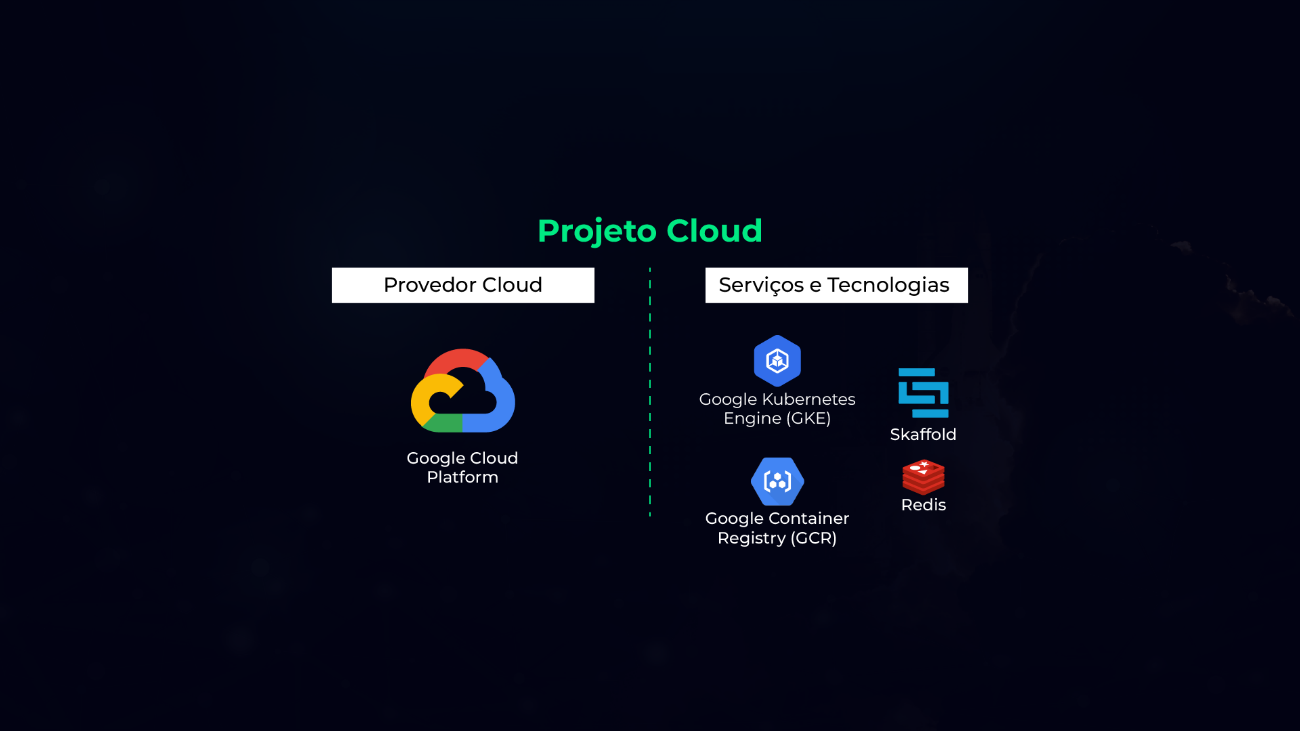 Projeto Cloud
Provedor Cloud
Google Cloud
Platform
Serviços e Tecnologias
Google Kubernetes
Engine (GKE)
Skaffold
Google Container
Registry (GCR)
Redis